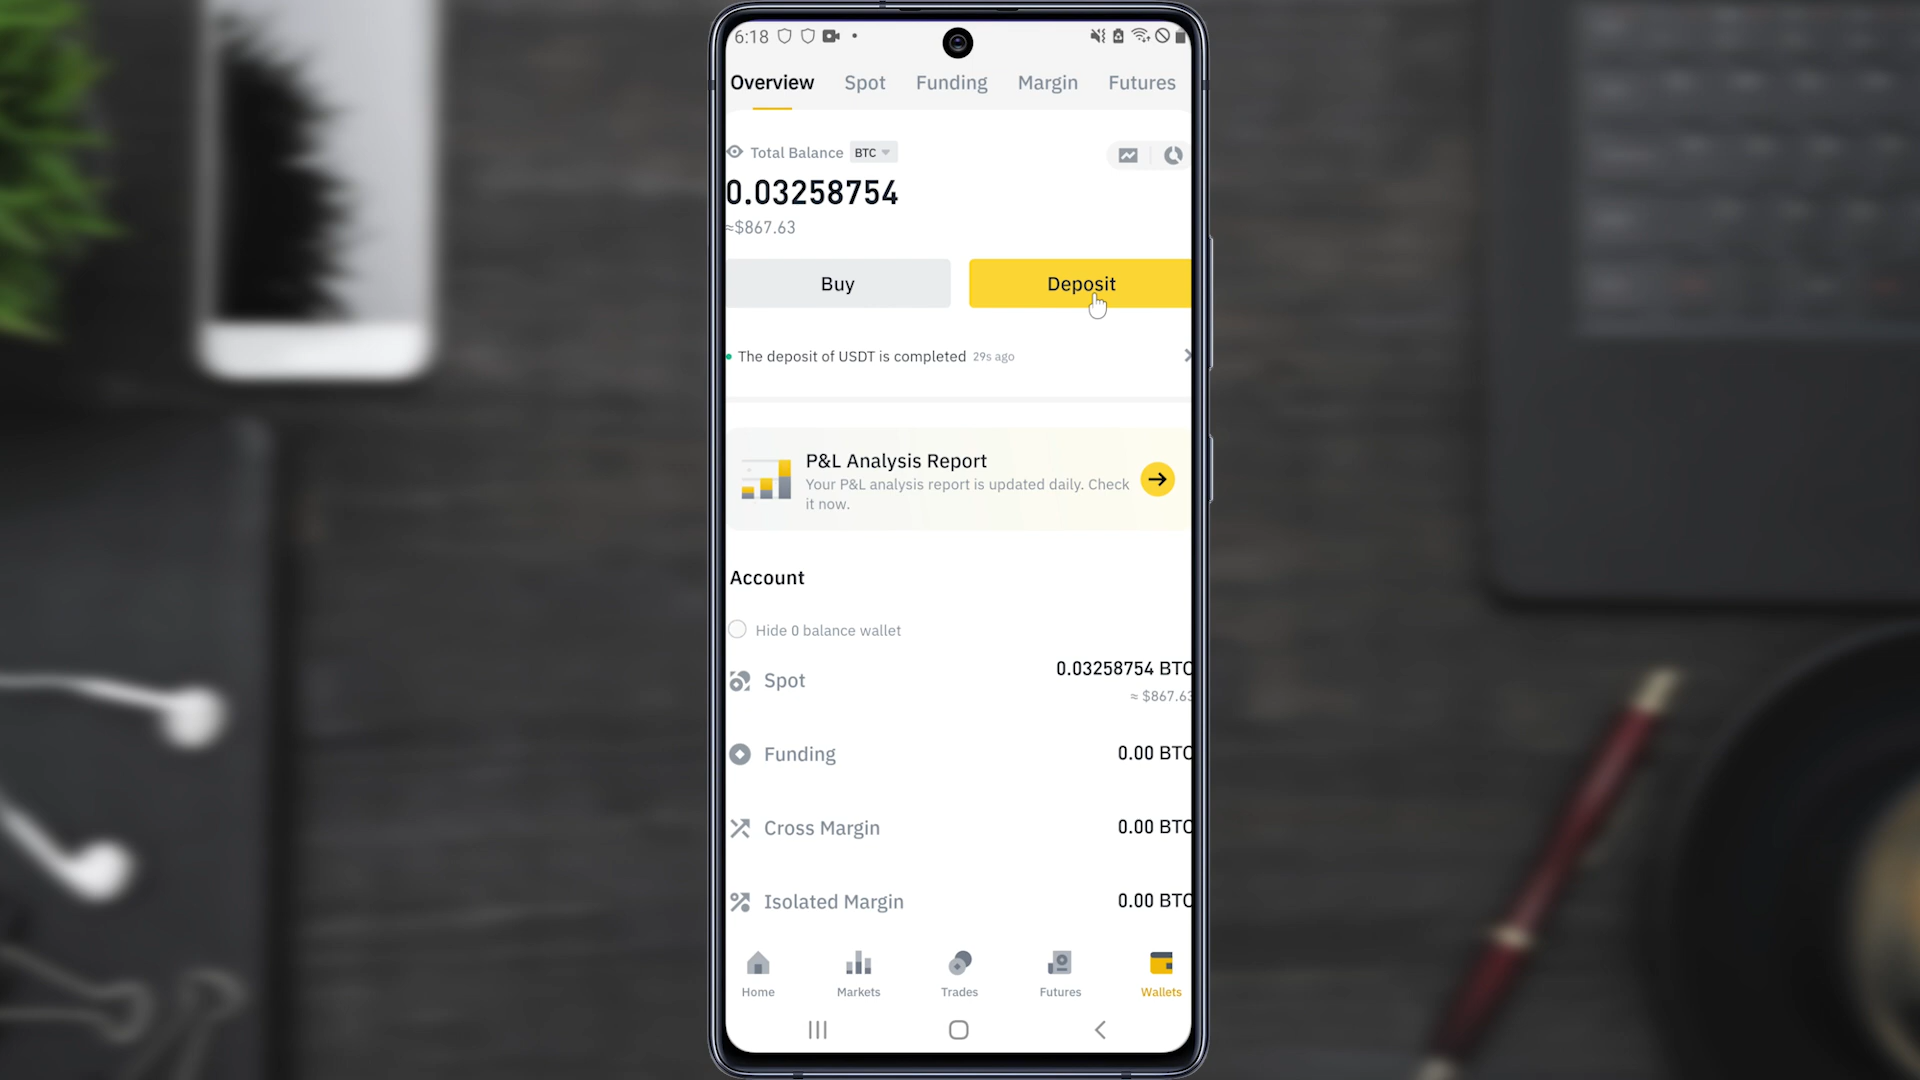 6:18
Overview Spot Funding Margin Futures
Total Balance BTC
0.03258754
≈$867.63
Buy Deposit
The deposit of USDT is completed 29s ago
P&L Analysis Report
Your P&L analysis report is updated daily. Check
it now.
Account
Hide 0 balance wallet
Spot 0.03258754 BTC
≈ $867.63
Funding 0.00 BTC
Cross Margin 0.00 BTC
Isolated Margin 0.00 BTC
Home Markets Trades Futures Wallets